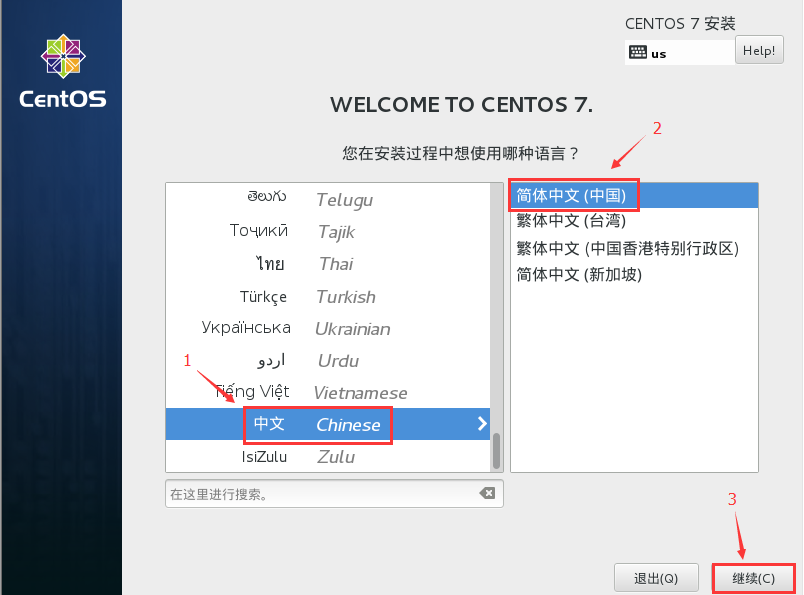 CentOS
CENTOS 7 安装
us
Help!
WELCOME TO CENTOS 7.
2
您在安装过程中想使用哪种语言？
తెలుగు Telugu
Тоҷикӣ Tajik
ไทย Thai
Türkçe Turkish
Українська Ukrainian
اردو Urdu
1
Tiếng Việt Vietnamese
中文 Chinese
IsiZulu Zulu
简体中文 (中国)
繁体中文 (台湾)
繁体中文 (中国香港特别行政区)
简体中文 (新加坡)
在这里进行搜索。
3
退出(Q)
继续(C)